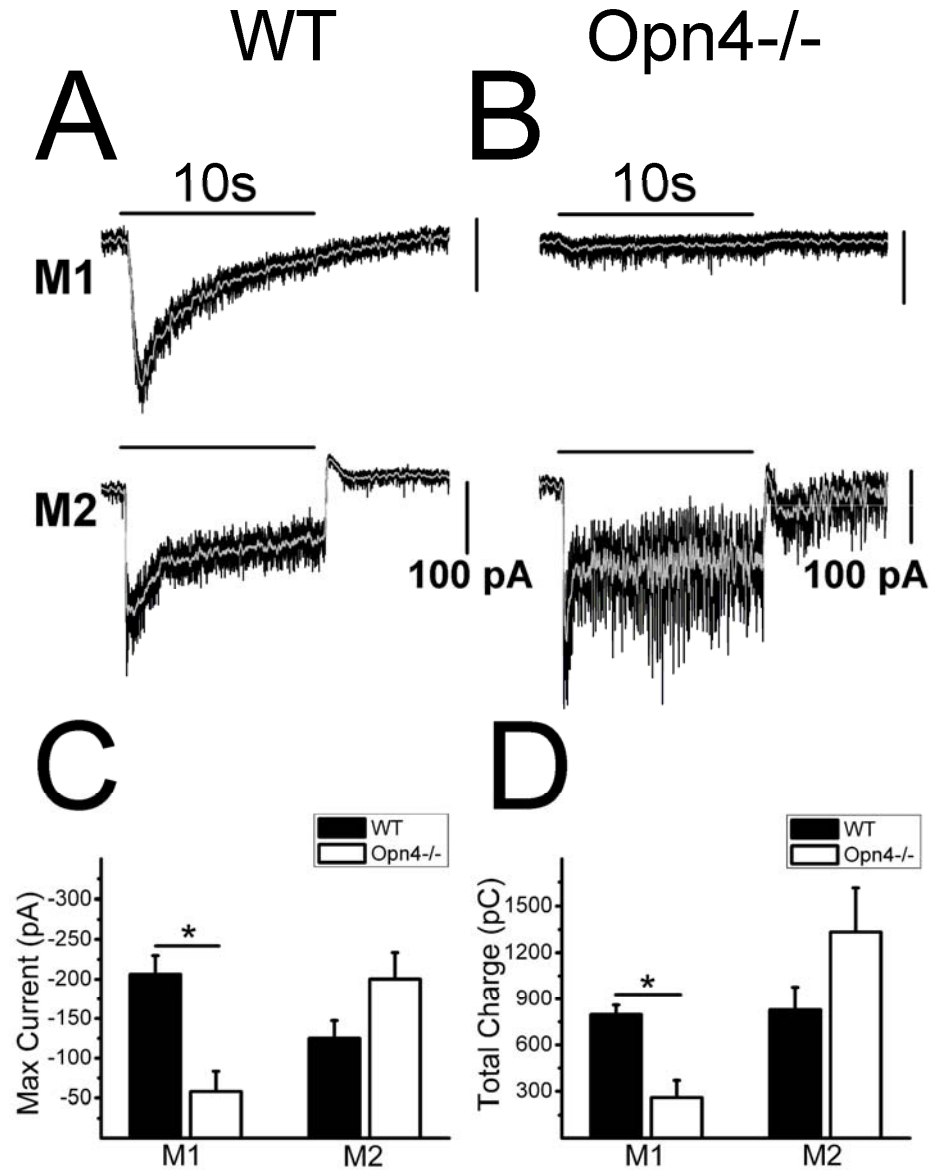 WT Opn4-/-
A B
10s 10s
M1
M2
100 pA 100 pA
C D
WT
Opn4-/-
WT
Opn4-/-
Max Current (pA)
-300
-250
-200
-150
-100
-50
*
M1 M2
Total Charge (pC)
1500
1200
900
600
300
*
M1 M2